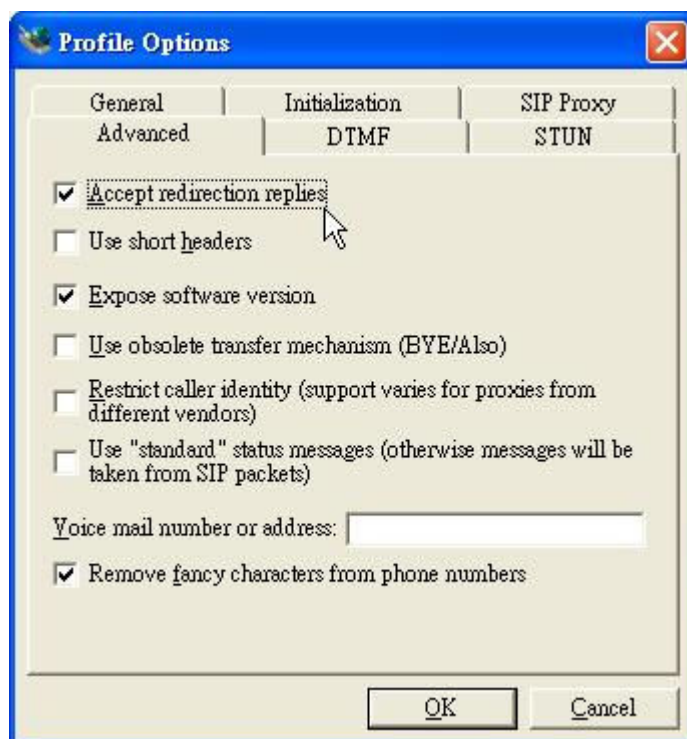 Profile Options
General
Initialization
SIP Proxy
Advanced
DTMF
STUN
Accept redirection replies
Use short headers
Expose software version
Use obsolete transfer mechanism (BYE/Also)
Restrict caller identity (support varies for proxies from
different vendors)
Use "standard" status messages (otherwise messages will be
taken from SIP packets)
Voice mail number or address:
Remove fancy characters from phone numbers
OK
Cancel